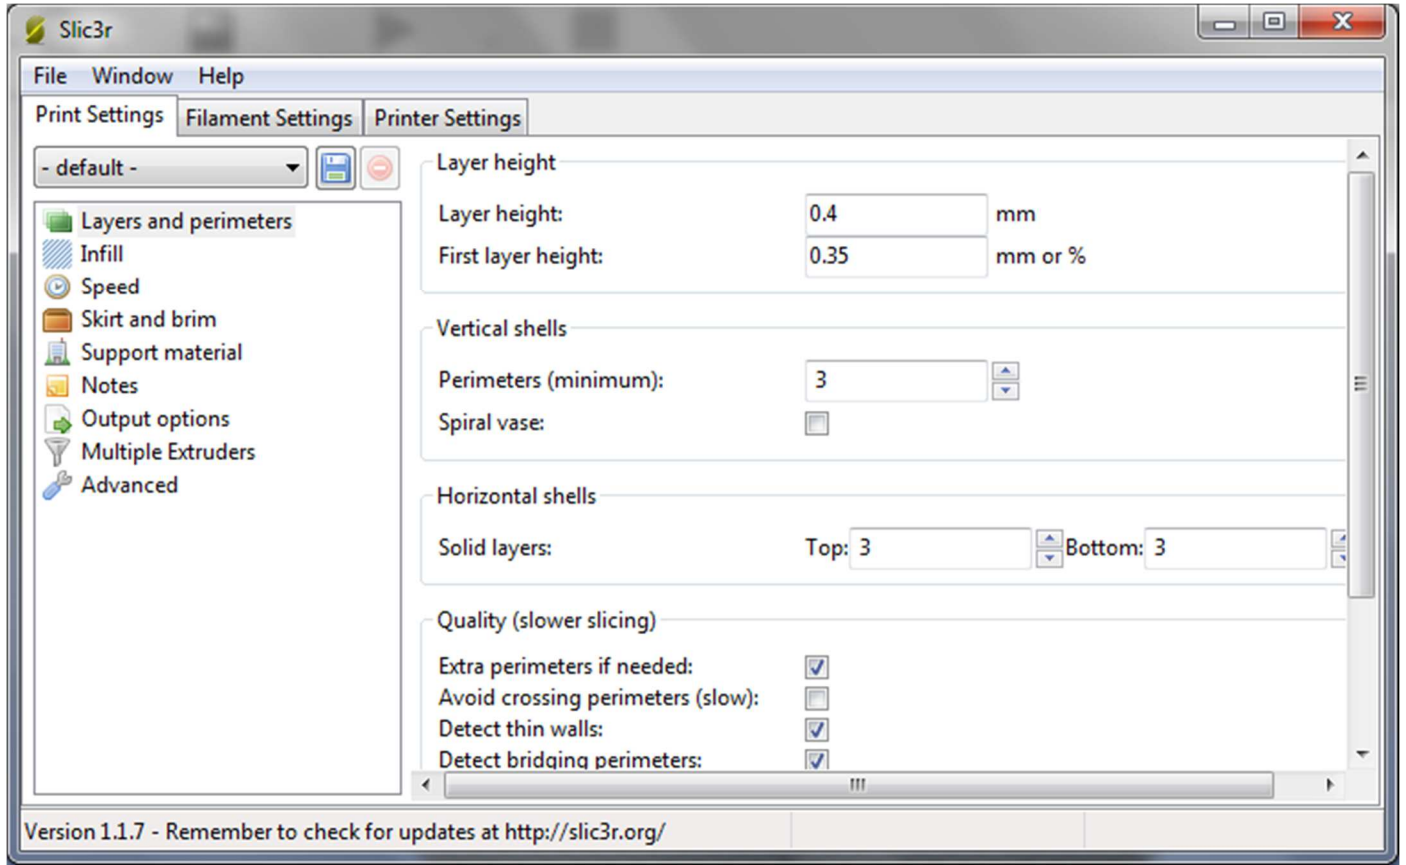 Slic3r
File Window Help
Print Settings Filament Settings Printer Settings
- default -
Layers and perimeters
Infill
Speed
Skirt and brim
Support material
Notes
Output options
Multiple Extruders
Advanced
Layer height
Layer height: 0.4 mm
First layer height: 0.35 mm or %
Vertical shells
Perimeters (minimum): 3
Spiral vase:
Horizontal shells
Solid layers: Top: 3 Bottom: 3
Quality (slower slicing)
Extra perimeters if needed:
Avoid crossing perimeters (slow):
Detect thin walls:
Detect bridging perimeters:
Version 1.1.7 - Remember to check for updates at http://slic3r.org/